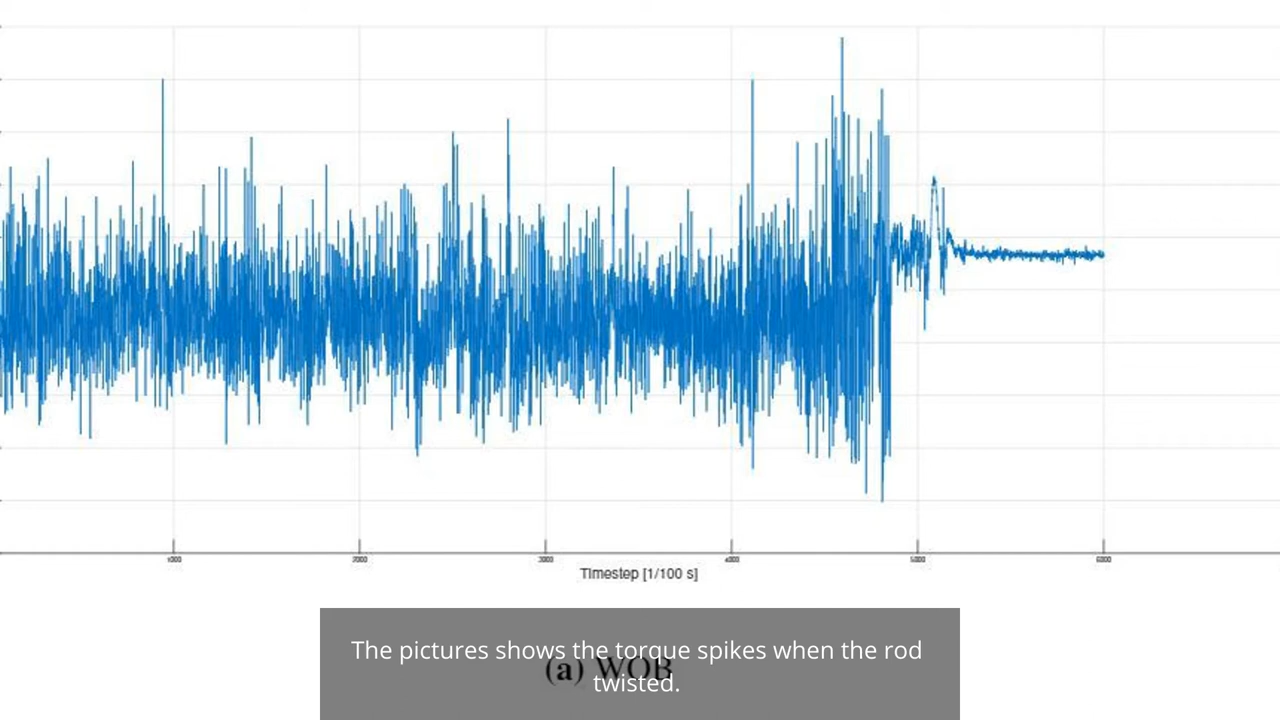 1000 2000 3000 4000 5000 6000
Timestep [1/100 s]
The pictures shows the torque spikes when the rod
twisted.
(a) WOB